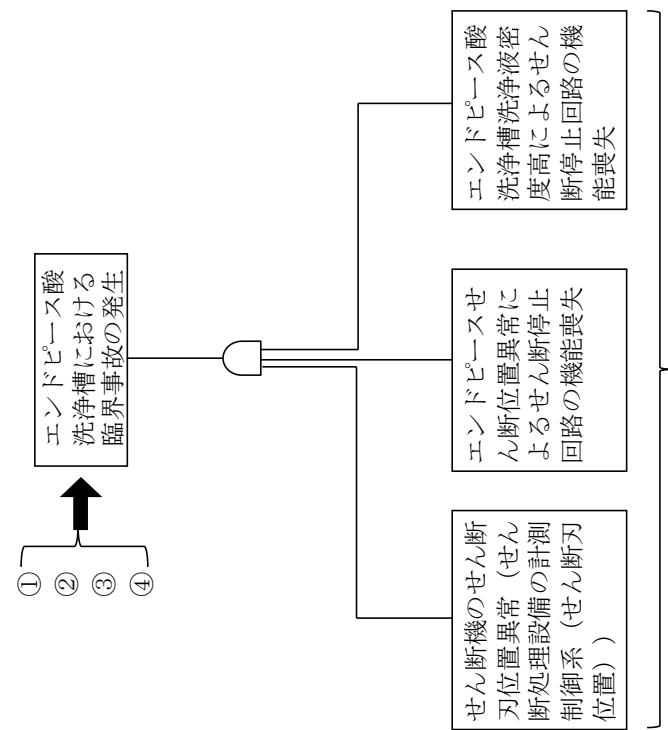 ①
②
③
④
エンドピース酸
洗浄槽における
臨界事故の発生
せん断機のせん断
刃位置異常（せん
断処理設備の計測
制御系（せん断刃
位置））
エンドピースせ
ん断位置異常に
よるせん断停止
回路の機能喪失
エンドピース酸
洗浄槽洗浄液密
度高によるせん
断停止回路の機
能喪失